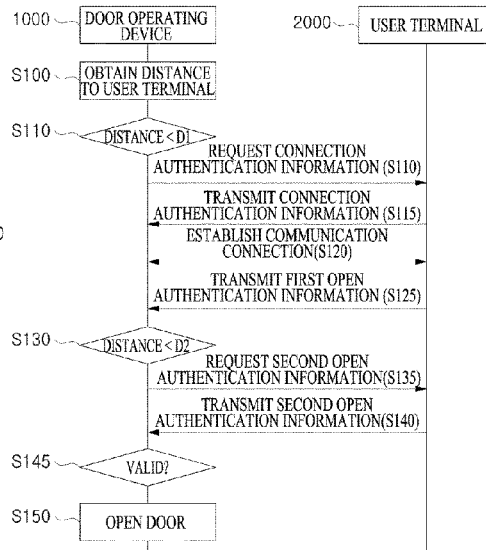 1000
DOOR OPERATING
DEVICE
2000
USER TERMINAL
S100
OBTAIN DISTANCE
TO USER TERMINAL
S110
DISTANCE < D1
REQUEST CONNECTION
AUTHENTICATION INFORMATION (S110)
TRANSMIT CONNECTION
AUTHENTICATION INFORMATION (S115)
ESTABLISH COMMUNICATION
CONNECTION(S120)
TRANSMIT FIRST OPEN
AUTHENTICATION INFORMATION (S125)
S130
DISTANCE < D2
REQUEST SECOND OPEN
AUTHENTICATION INFORMATION(S135)
TRANSMIT SECOND OPEN
AUTHENTICATION INFORMATION(S140)
S145
VALID?
S150
OPEN DOOR